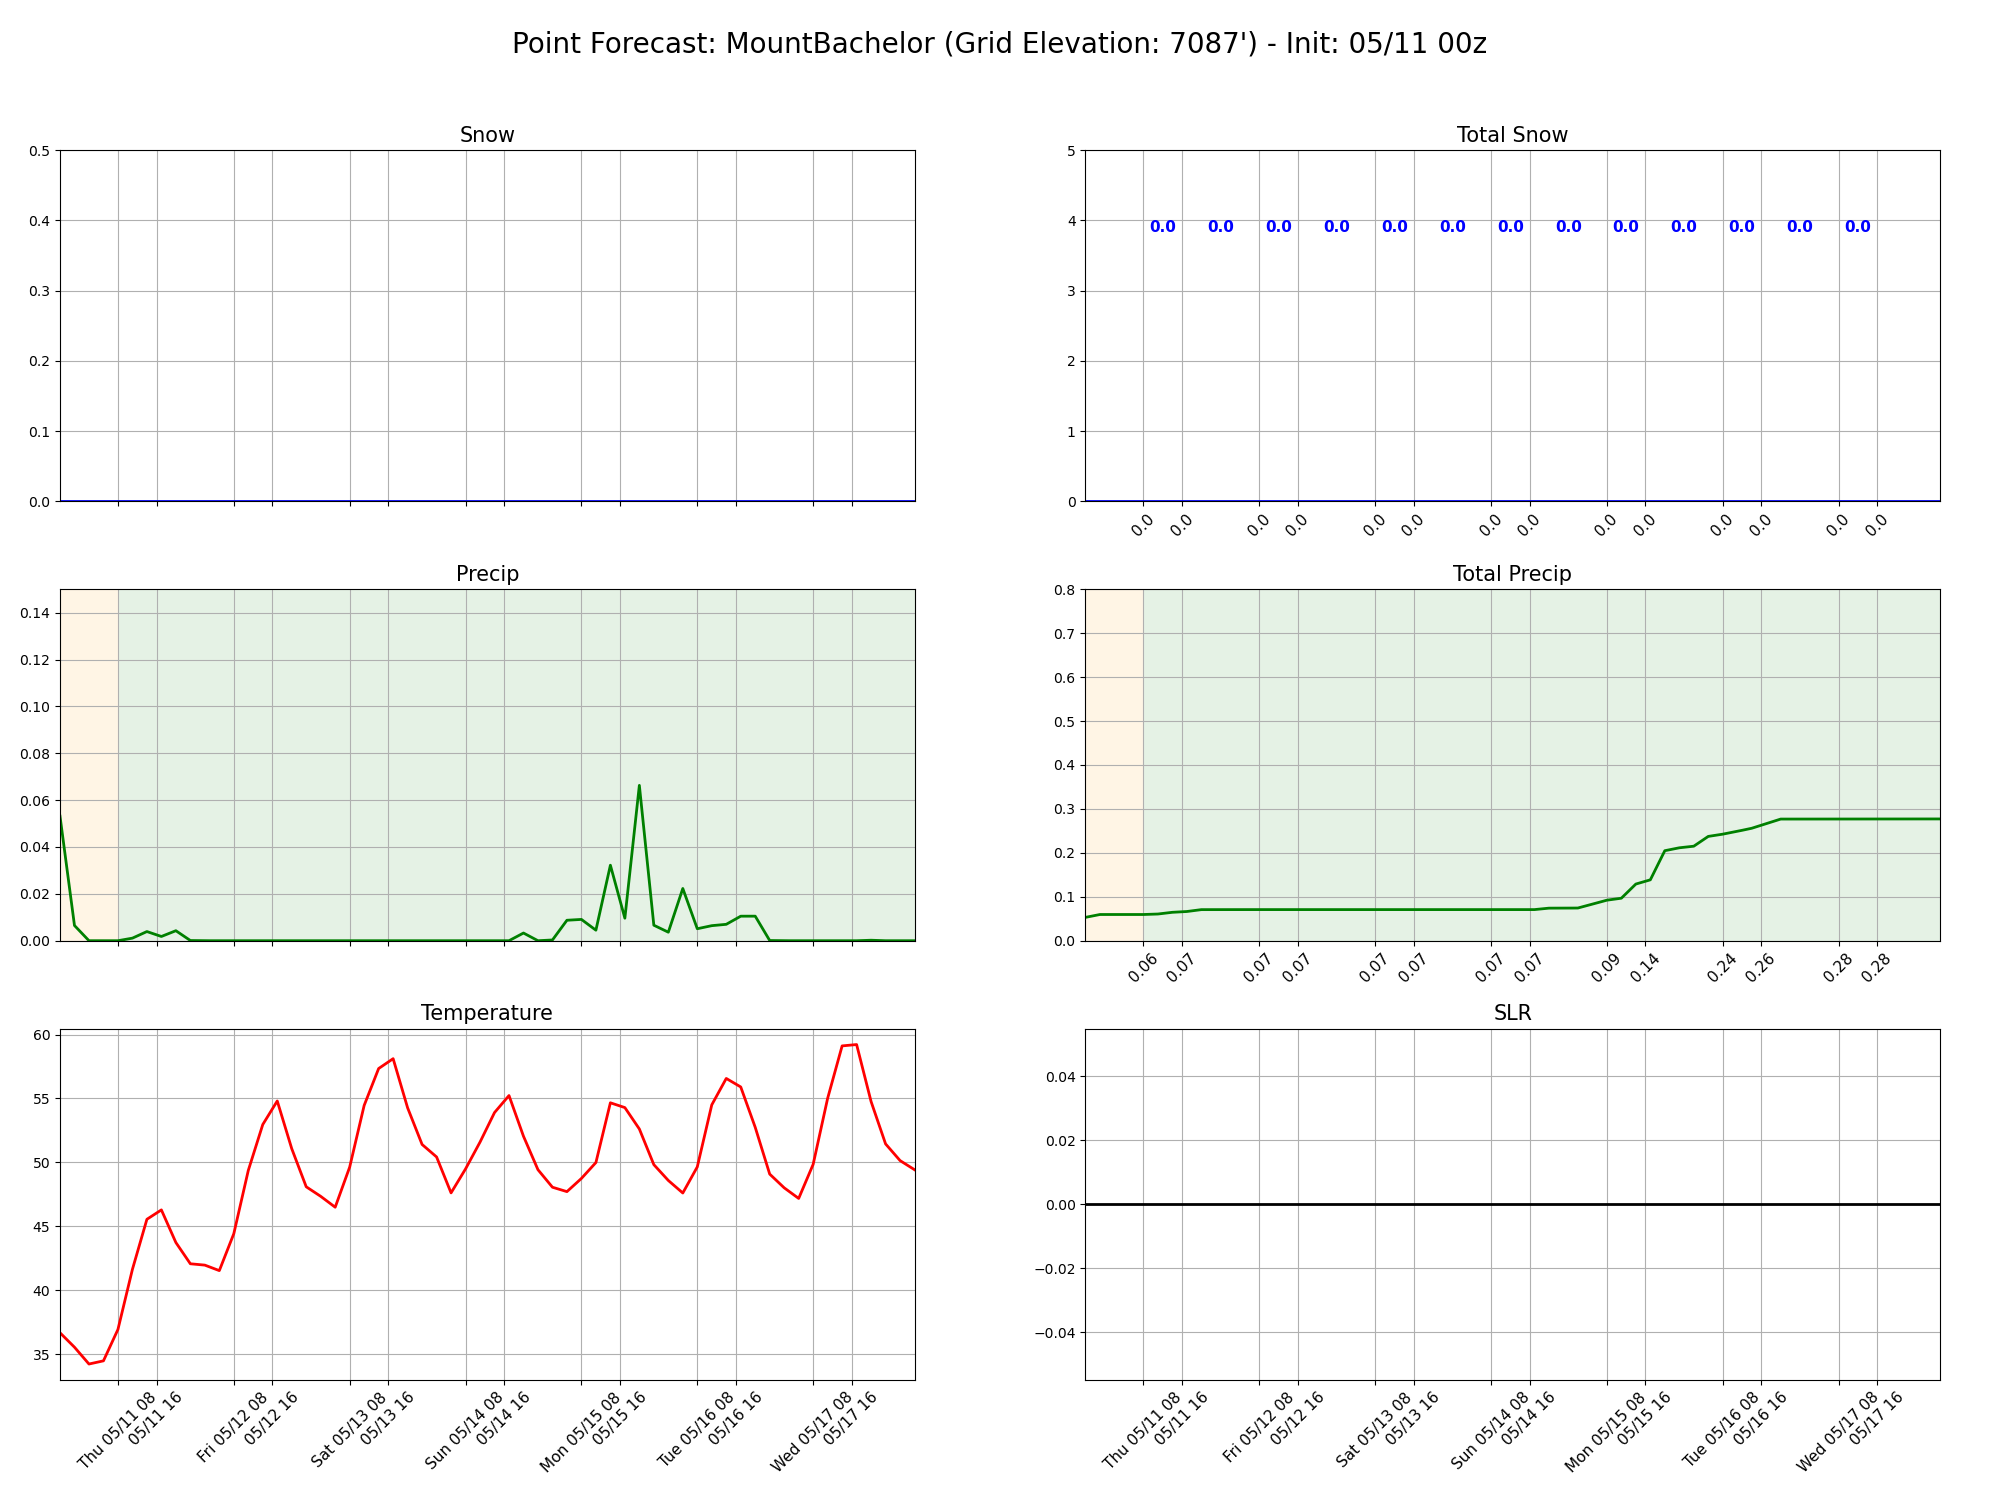 Point Forecast: MountBachelor (Grid Elevation: 7087') - Init: 05/11 00z
Snow
0.5
0.4
0.3
0.2
0.1
0.0
Total Snow
5
4
3
2
1
0
0.0 0.0 0.0 0.0 0.0 0.0 0.0 0.0 0.0 0.0 0.0 0.0 0.0
0.0 0.0 0.0 0.0 0.0 0.0 0.0 0.0 0.0 0.0 0.0 0.0 0.0 0.0
Precip
0.14
0.12
0.10
0.08
0.06
0.04
0.02
0.00
Total Precip
0.8
0.7
0.6
0.5
0.4
0.3
0.2
0.1
0.0
0.06 0.07 0.07 0.07 0.07 0.07 0.07 0.07 0.09 0.14 0.24 0.26 0.28 0.28
Temperature
60
55
50
45
40
35
Thu 05/11 08
05/11 16
Fri 05/12 08
05/12 16
Sat 05/13 08
05/13 16
Sun 05/14 08
05/14 16
Mon 05/15 08
05/15 16
Tue 05/16 08
05/16 16
Wed 05/17 08
05/17 16
SLR
0.04
0.02
0.00
−0.02
−0.04
Thu 05/11 08
05/11 16
Fri 05/12 08
05/12 16
Sat 05/13 08
05/13 16
Sun 05/14 08
05/14 16
Mon 05/15 08
05/15 16
Tue 05/16 08
05/16 16
Wed 05/17 08
05/17 16